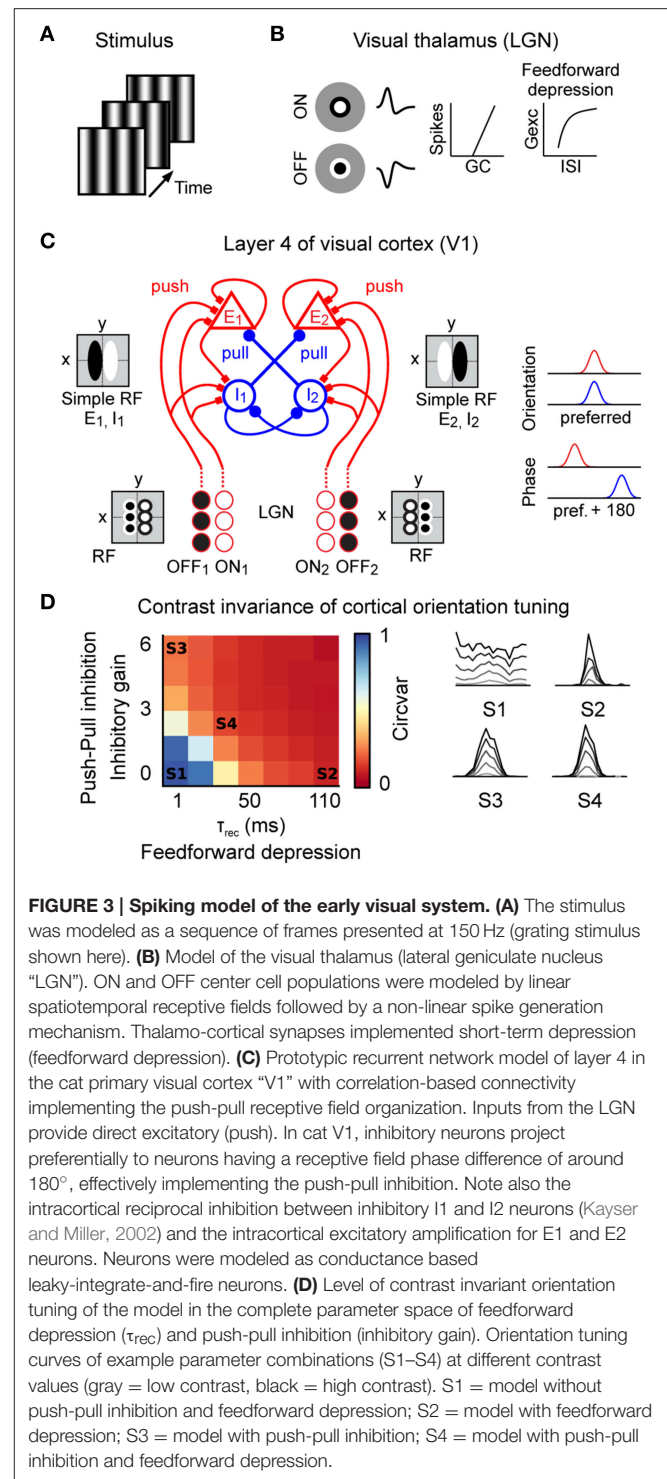 A
Stimulus
Time
B
Visual thalamus (LGN)
ON
OFF
Spikes
GC
Feedforward
depression
Gexc
ISI
C
Layer 4 of visual cortex (V1)
push
push
E1
E2
pull
pull
I1
I2
y
x
Simple RF
E1, I1
y
x
Simple RF
E2, I2
Orientation
preferred
Phase
pref. + 180
y
x
RF
LGN
y
x
RF
OFF1 ON1
ON2 OFF2
D
Contrast invariance of cortical orientation tuning
Push-Pull inhibition
Inhibitory gain
6
3
0
S3
S4
S1
S2
1 50 110
τrec (ms)
Feedforward depression
1
0
Circvar
S1
S2
S3
S4
FIGURE 3 | Spiking model of the early visual system. (A) The stimulus
was modeled as a sequence of frames presented at 150 Hz (grating stimulus
shown here). (B) Model of the visual thalamus (lateral geniculate nucleus
“LGN”). ON and OFF center cell populations were modeled by linear
spatiotemporal receptive fields followed by a non-linear spike generation
mechanism. Thalamo-cortical synapses implemented short-term depression
(feedforward depression). (C) Prototypic recurrent network model of layer 4 in
the cat primary visual cortex “V1” with correlation-based connectivity
implementing the push-pull receptive field organization. Inputs from the LGN
provide direct excitatory (push). In cat V1, inhibitory neurons project
preferentially to neurons having a receptive field phase difference of around
180°, effectively implementing the push-pull inhibition. Note also the
intracortical reciprocal inhibition between inhibitory I1 and I2 neurons (Kayser
and Miller, 2002) and the intracortical excitatory amplification for E1 and E2
neurons. Neurons were modeled as conductance based
leaky-integrate-and-fire neurons. (D) Level of contrast invariant orientation
tuning of the model in the complete parameter space of feedforward
depression (τrec) and push-pull inhibition (inhibitory gain). Orientation tuning
curves of example parameter combinations (S1–S4) at different contrast
values (gray = low contrast, black = high contrast). S1 = model without
push-pull inhibition and feedforward depression; S2 = model with feedforward
depression; S3 = model with push-pull inhibition; S4 = model with push-pull
inhibition and feedforward depression.